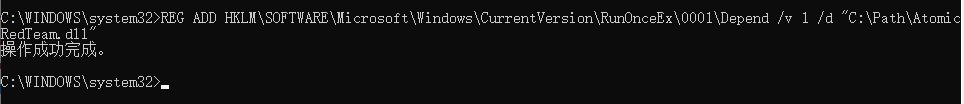 C:\WINDOWS\system32>REG ADD HKLM\SOFTWARE\Microsoft\Windows\CurrentVersion\RunOnceEx\0001\Depend /v 1 /d "C:\Path\Atomic
RedTeam.dll"
操作成功完成。
C:\WINDOWS\system32>